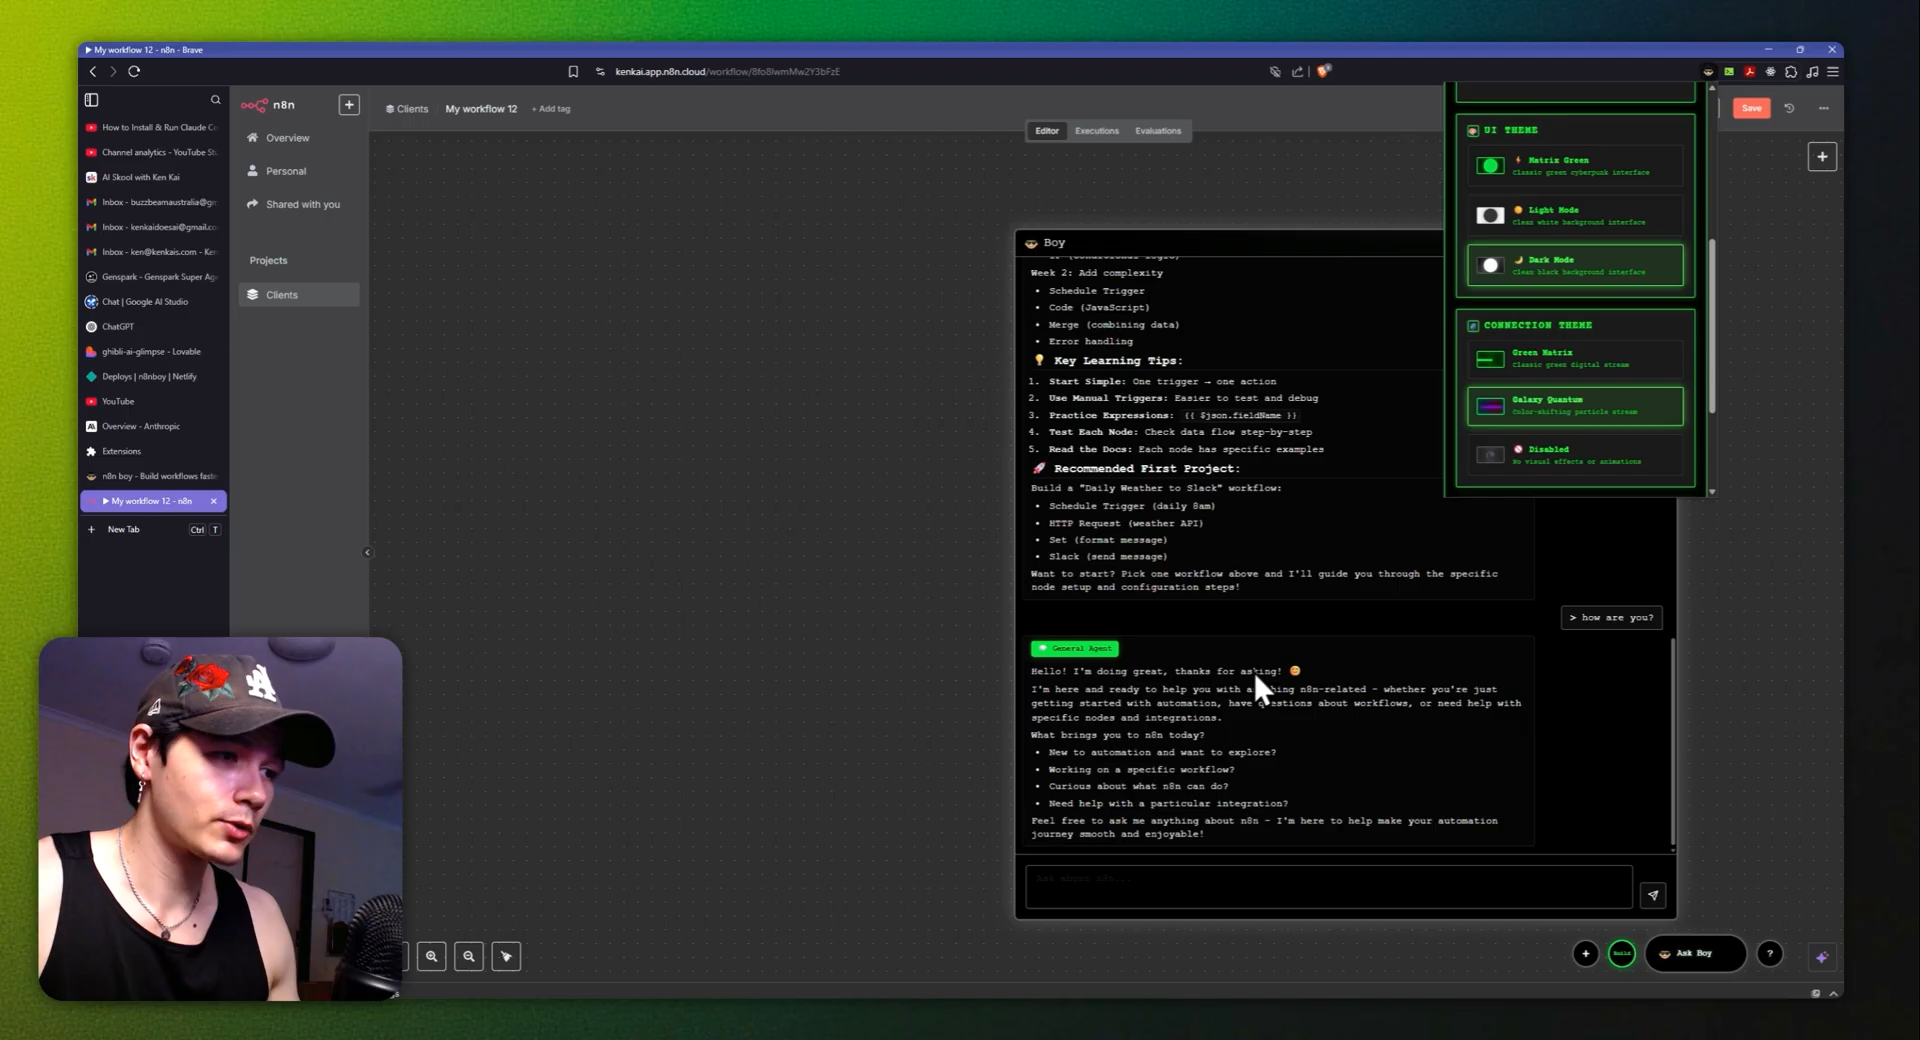 My workflow 12 - n8n - Brave
kenkai.app.n8n.cloud/workflow/8fo8lwmMw2Y3bFzE
How to Install & Run Claude Co
Channel analytics - YouTube St
AI Skool with Ken Kai
Inbox - buzzbeamaustralia@gm
Inbox - kenkaidoesai@gmail.co
Inbox - ken@kenkais.com - Ken
Genspark - Genspark Super Age
Chat | Google AI Studio
ChatGPT
ghibli-ai-glimpse - Lovable
Deploys | n8nboy | Netlify
YouTube
Overview - Anthropic
Extensions
n8n boy - Build workflows faste
My workflow 12 - n8n
New Tab Ctrl T
n8n
Overview
Personal
Shared with you
Projects
Clients
Clients My workflow 12 + Add tag
Save
Editor Executions Evaluations
UI THEME
Matrix Green
Classic green cyberpunk interface
Light Mode
Clean white background interface
Dark Mode
Clean black background interface
CONNECTION THEME
Green Matrix
Classic green digital stream
Galaxy Quantum
Color-shifting particle stream
Disabled
No visual effects or animations
Boy
Week 2: Add complexity
• Schedule Trigger
• Code (JavaScript)
• Merge (combining data)
• Error handling
Key Learning Tips:
1. Start Simple: One trigger → one action
2. Use Manual Triggers: Easier to test and debug
3. Practice Expressions: {{ $json.fieldName }}
4. Test Each Node: Check data flow step-by-step
5. Read the Docs: Each node has specific examples
Recommended First Project:
Build a "Daily Weather to Slack" workflow:
• Schedule Trigger (daily 8am)
• HTTP Request (weather API)
• Set (format message)
• Slack (send message)
Want to start? Pick one workflow above and I'll guide you through the specific
node setup and configuration steps!
> how are you?
General Agent
Hello! I'm doing great, thanks for asking!
I'm here and ready to help you with n8n-related - whether you're just
getting started with automation, have questions about workflows, or need help with
specific nodes and integrations.
What brings you to n8n today?
• New to automation and want to explore?
• Working on a specific workflow?
• Curious about what n8n can do?
• Need help with a particular integration?
Feel free to ask me anything about n8n - I'm here to help make your automation
journey smooth and enjoyable!
Ask about n8n...
Build
Ask Boy
?